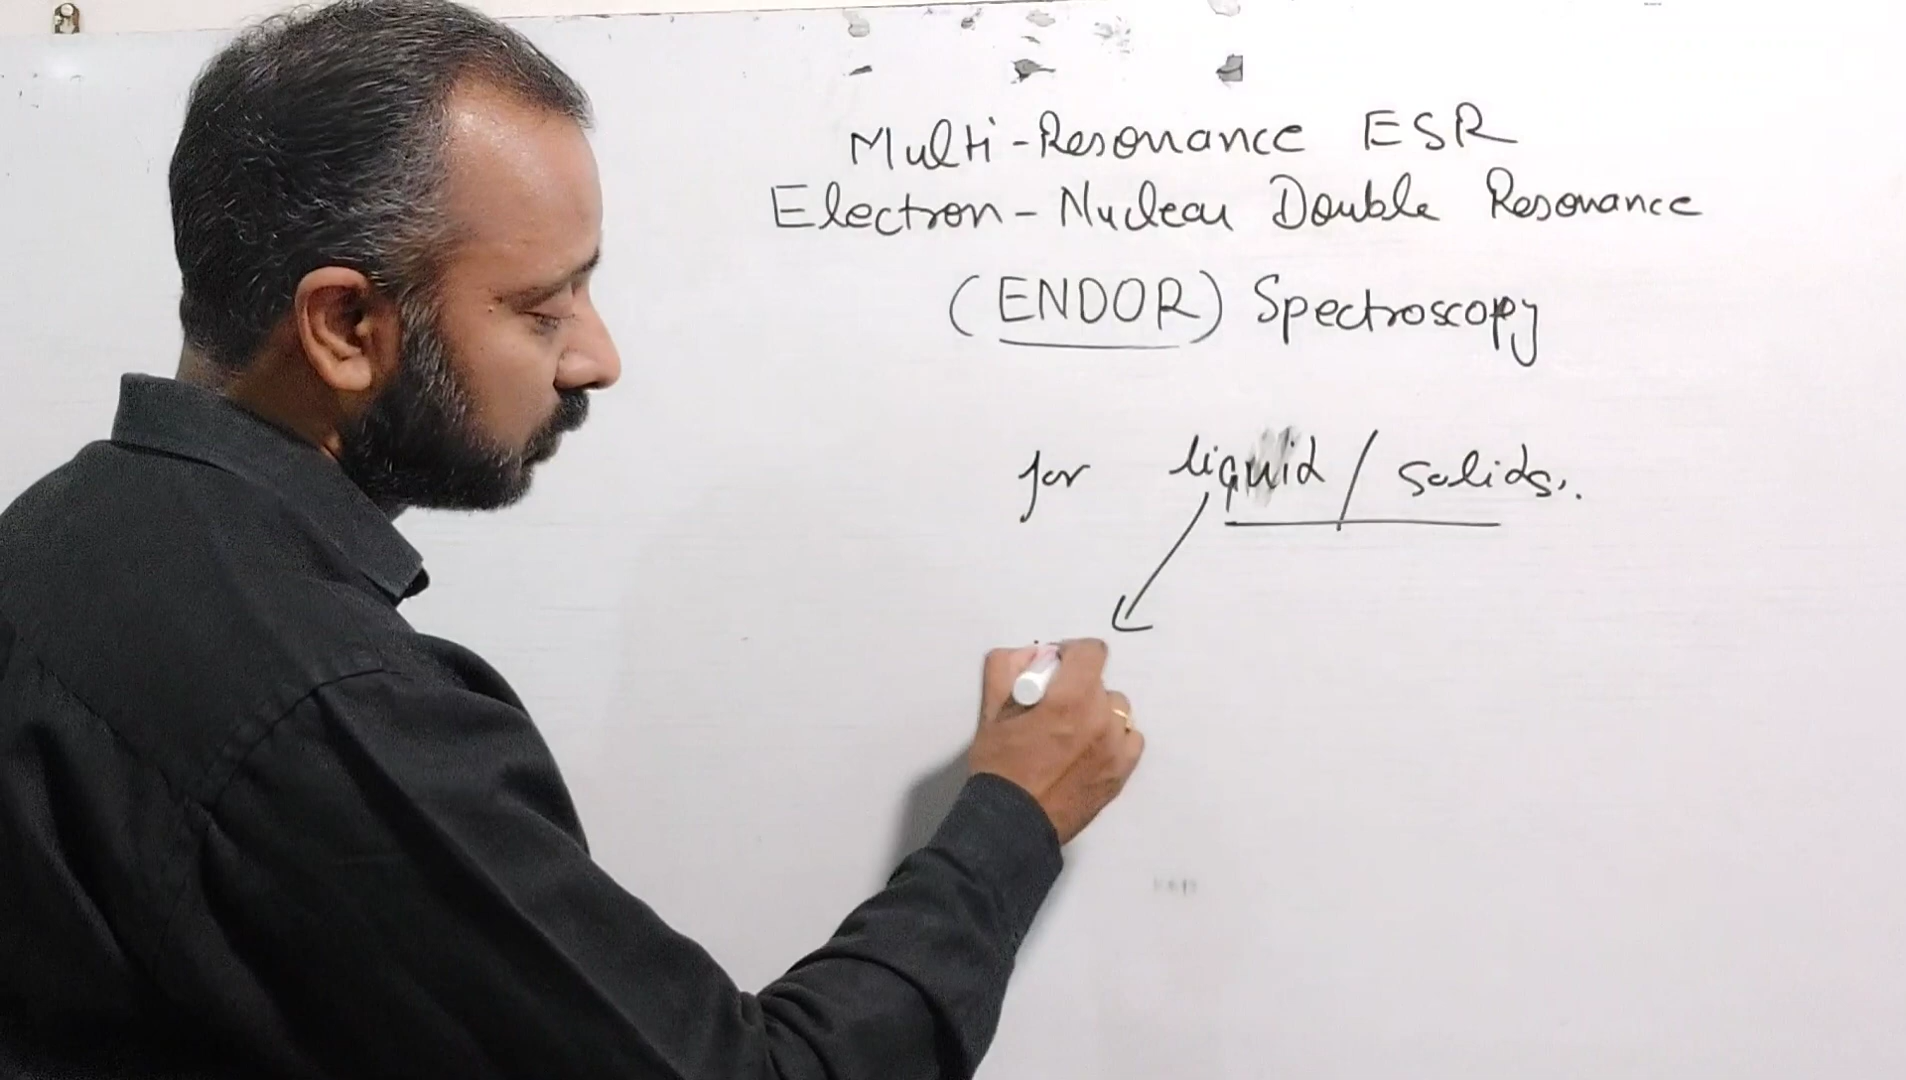 Multi-Resonance ESR
Electron-Nuclear Double Resonance
(ENDOR) Spectroscopy
for liquid / solids.